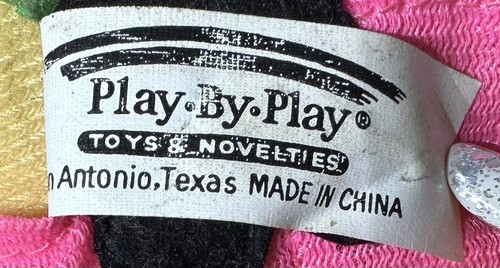 Play·By·Play®
TOYS & NOVELTIES
n Antonio, Texas MADE IN CHINA